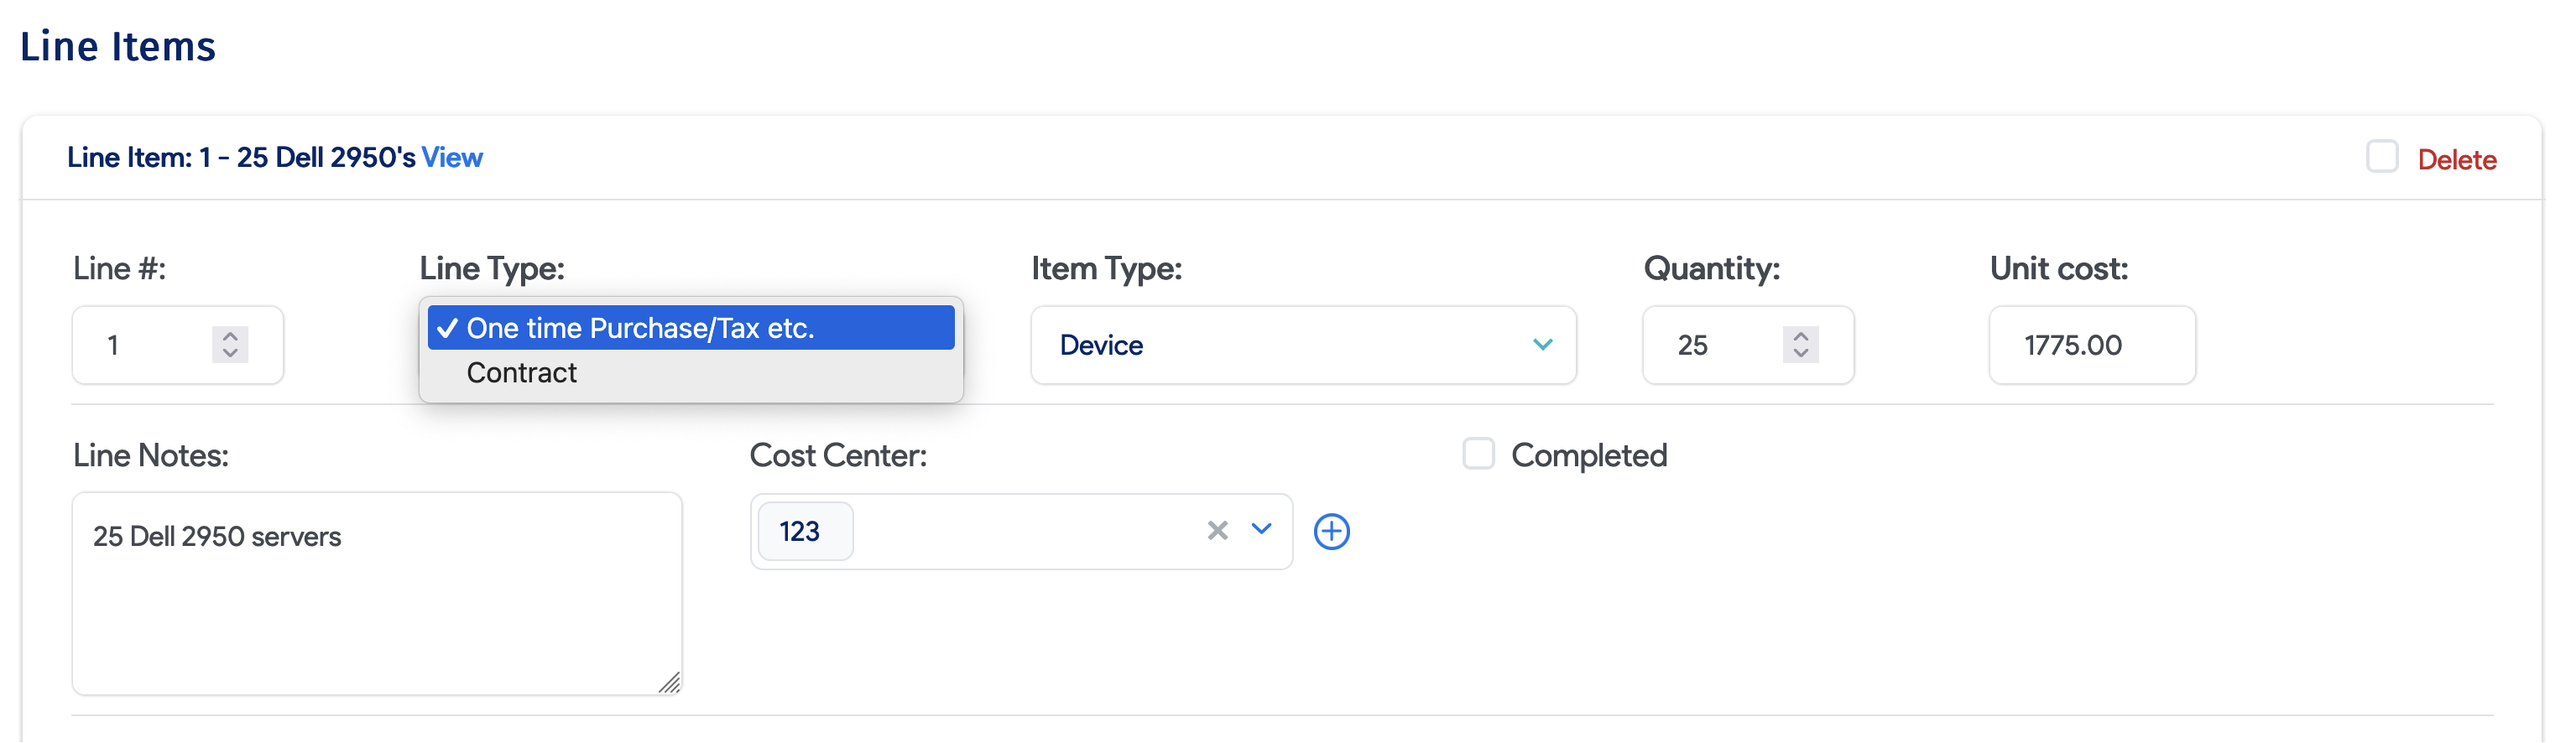 Line Items
Line Item: 1 - 25 Dell 2950's View
Delete
Line #:
Line Type:
Item Type:
Quantity:
Unit cost:
1
✓ One time Purchase/Tax etc.
Contract
Device
25
1775.00
Line Notes:
Cost Center:
Completed
25 Dell 2950 servers
123